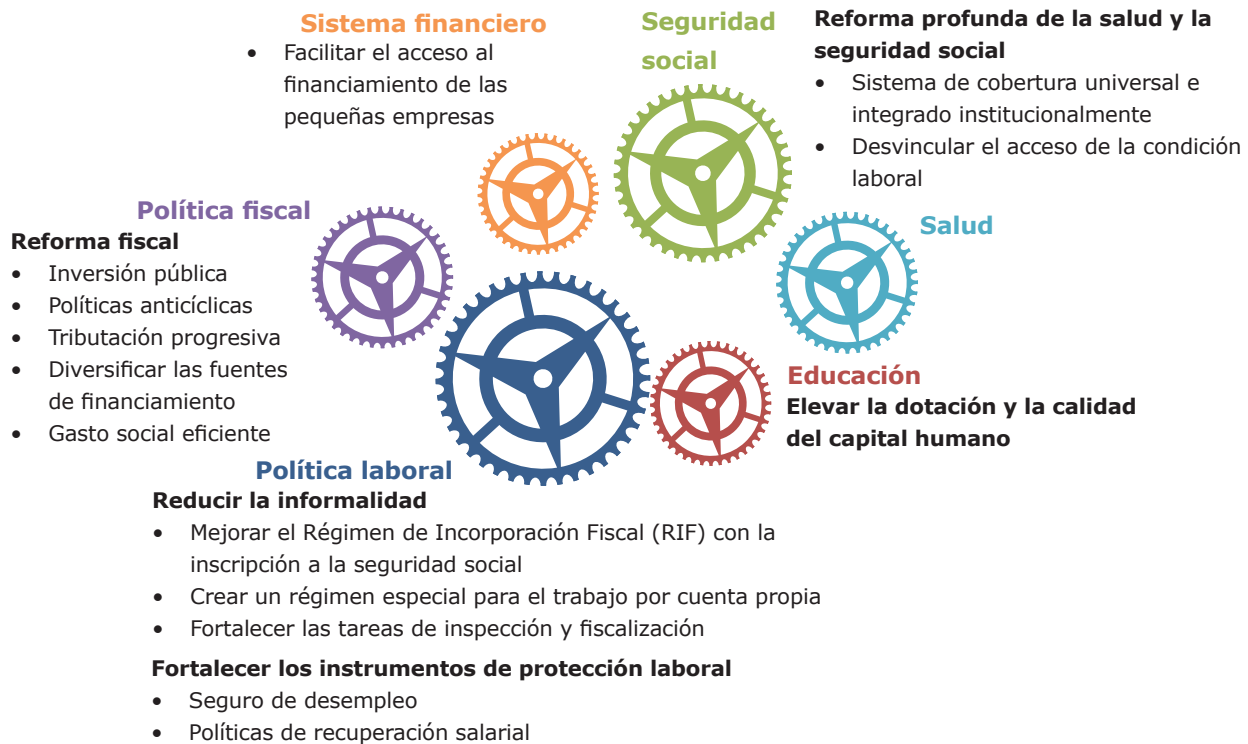 Sistema financiero
• Facilitar el acceso al
financiamiento de las
pequeñas empresas
Seguridad
social
Reforma profunda de la salud y la
seguridad social
• Sistema de cobertura universal e
integrado institucionalmente
• Desvincular el acceso de la condición
laboral
Salud
Política fiscal
Reforma fiscal
• Inversión pública
• Políticas anticíclicas
• Tributación progresiva
• Diversificar las fuentes
de financiamiento
• Gasto social eficiente
Educación
Elevar la dotación y la calidad
del capital humano
Política laboral
Reducir la informalidad
• Mejorar el Régimen de Incorporación Fiscal (RIF) con la
inscripción a la seguridad social
• Crear un régimen especial para el trabajo por cuenta propia
• Fortalecer las tareas de inspección y fiscalización
Fortalecer los instrumentos de protección laboral
• Seguro de desempleo
• Políticas de recuperación salarial